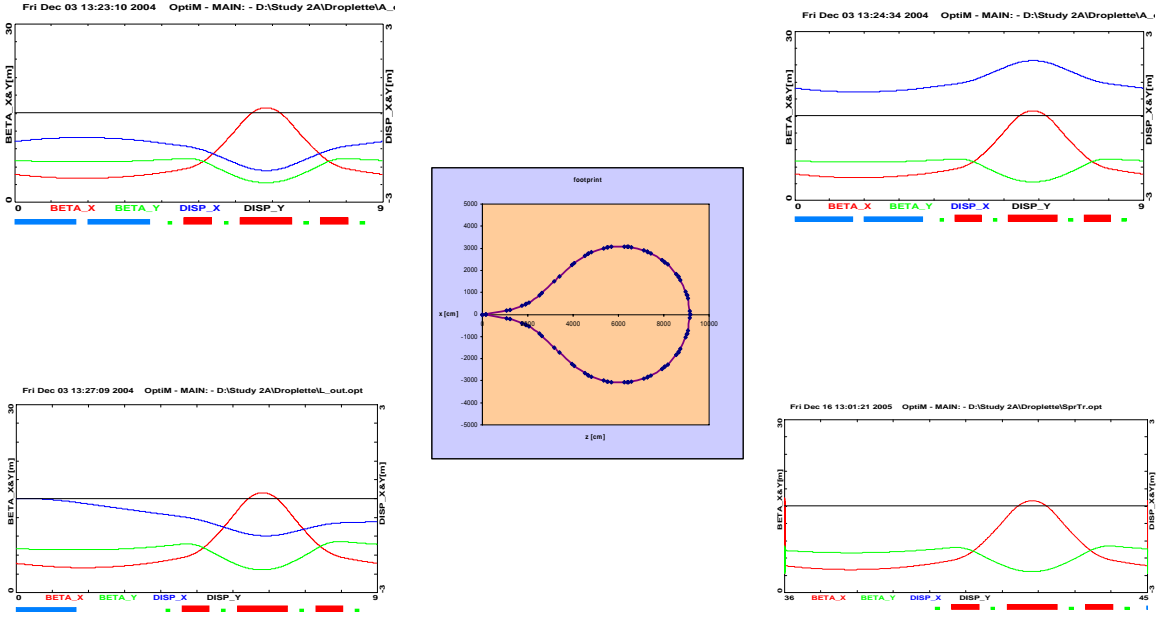 Fri Dec 03 13:23:10 2004 OptiM - MAIN: - D:\Study 2A\Droplette\A_
30
3
BETA_X&Y[m]
DISP_X&Y[m]
0
-3
0 BETA_X BETA_Y DISP_X DISP_Y 9
Fri Dec 03 13:24:34 2004 OptiM - MAIN: - D:\Study 2A\Droplette\A_
30
3
BETA_X&Y[m]
DISP_X&Y[m]
0
-3
0 BETA_X BETA_Y DISP_X DISP_Y 9
footprint
5000
4000
3000
2000
1000
0
-1000
-2000
-3000
-4000
-5000
x [cm]
0 2000 4000 6000 8000 10000
z [cm]
Fri Dec 03 13:27:09 2004 OptiM - MAIN: - D:\Study 2A\Droplette\L_out.opt
30
3
BETA_X&Y[m]
DISP_X&Y[m]
0
-3
0 BETA_X BETA_Y DISP_X DISP_Y 9
Fri Dec 16 13:01:21 2005 OptiM - MAIN: - D:\Study 2A\Droplette\SprTr.opt
30
3
BETA_X&Y[m]
DISP_X&Y[m]
0
-3
36 BETA_X BETA_Y DISP_X DISP_Y 45